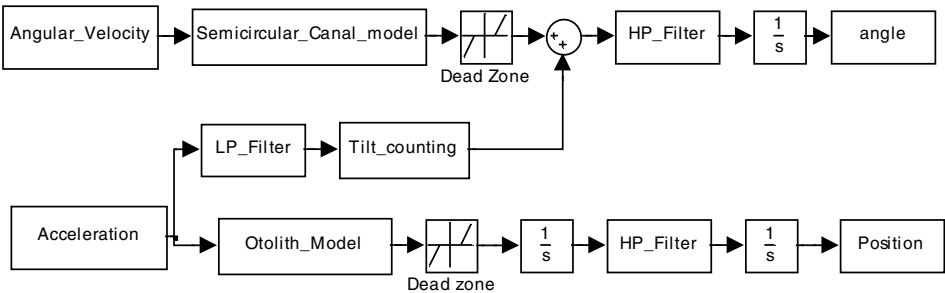 Angular_Velocity
Semicircular_Canal_model
Dead Zone
+
+
HP_Filter
1
s
angle
LP_Filter
Tilt_counting
Acceleration
Otolith_Model
Dead zone
1
s
HP_Filter
1
s
Position